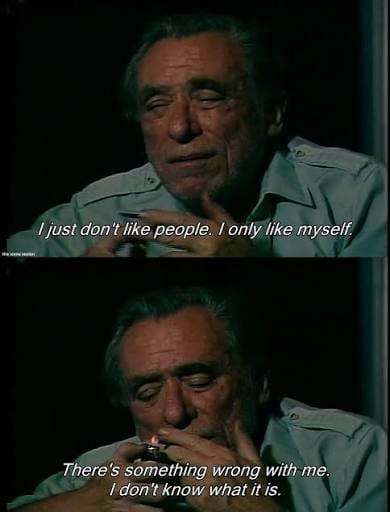 I just don't like people. I only like myself.
There's something wrong with me.
I don't know what it is.